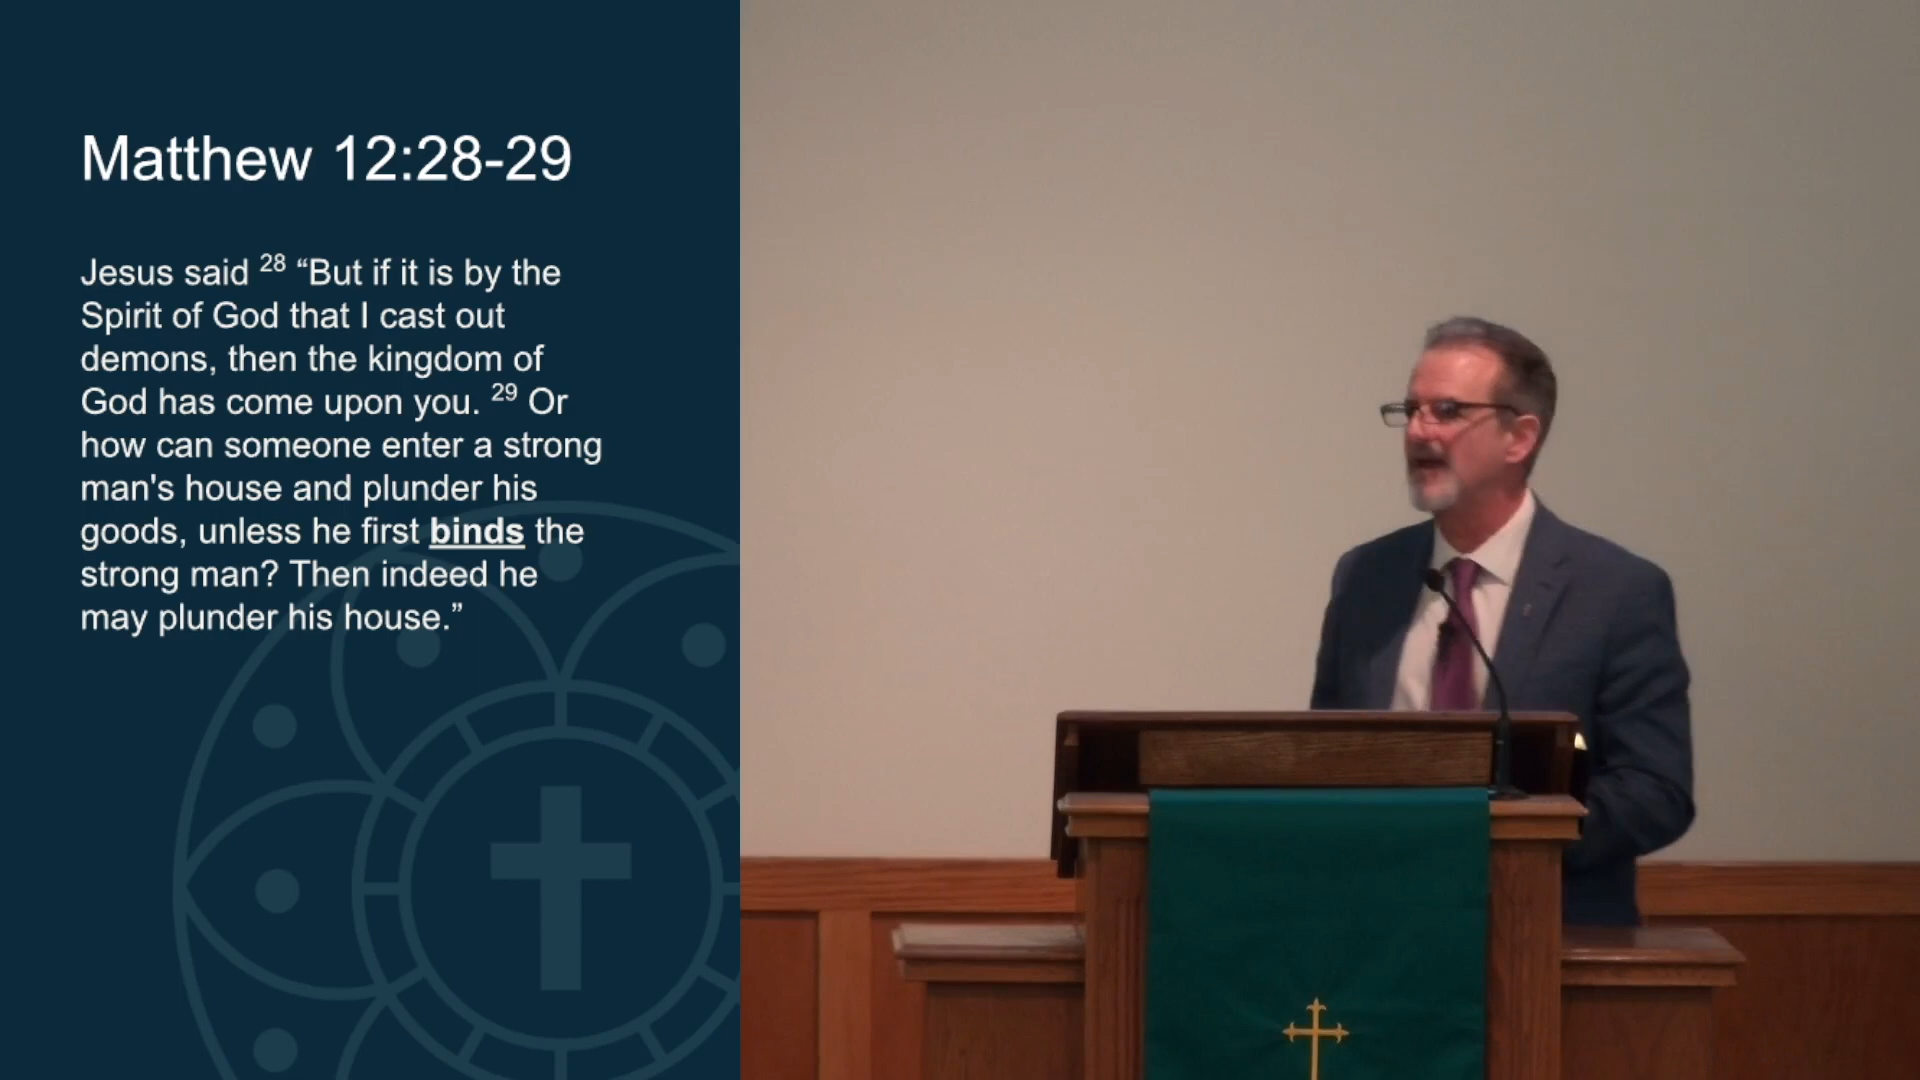 Matthew 12:28-29
Jesus said 28 “But if it is by the
Spirit of God that I cast out
demons, then the kingdom of
God has come upon you. 29 Or
how can someone enter a strong
man's house and plunder his
goods, unless he first binds the
strong man? Then indeed he
may plunder his house.”